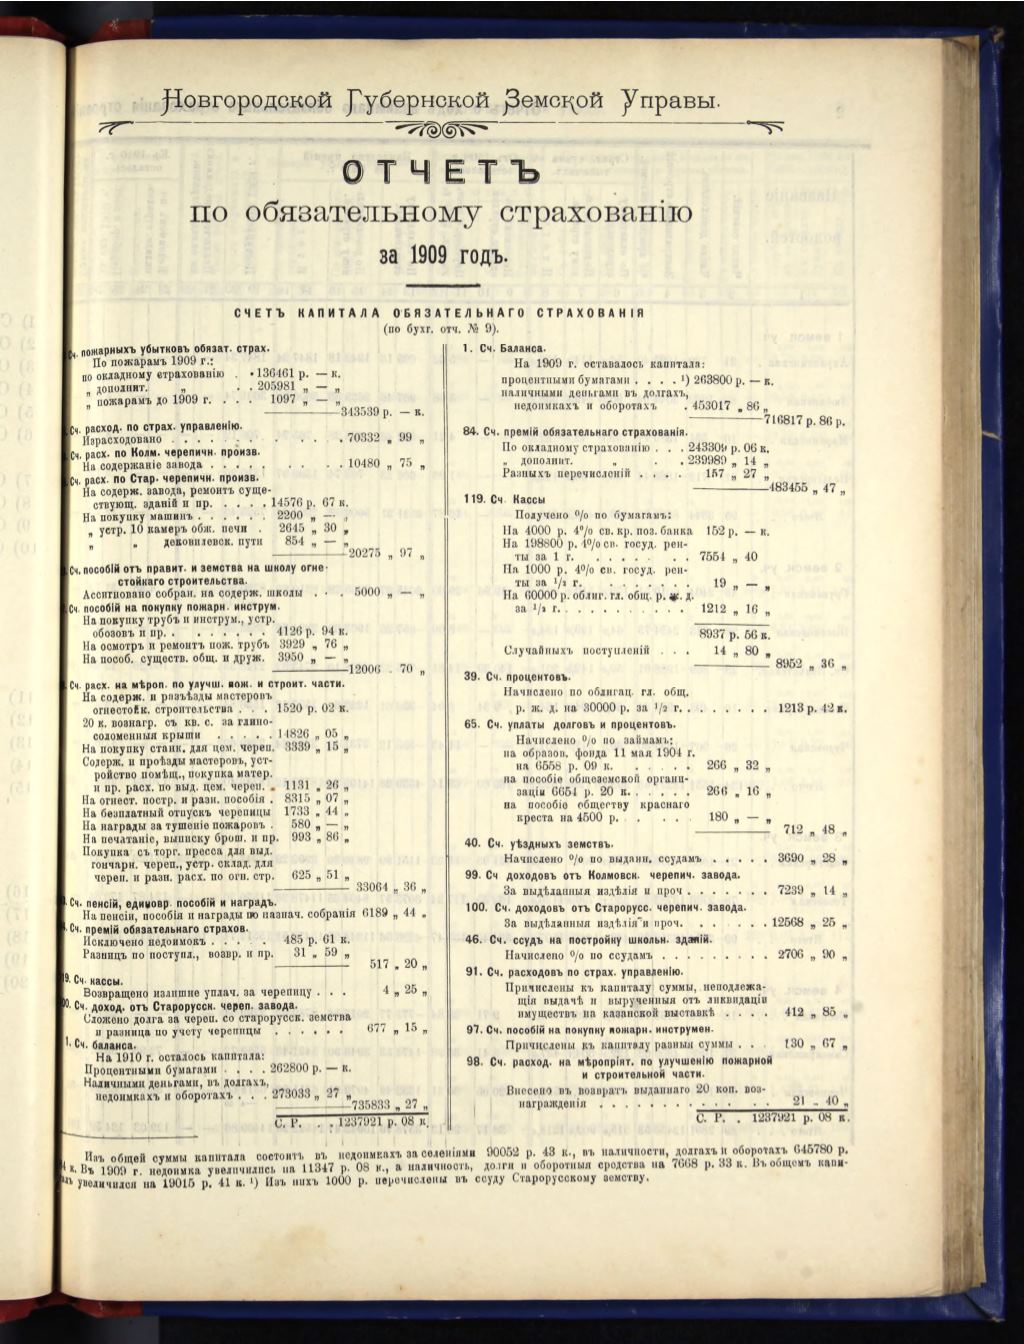 Новгородской Губернской Земской Управы.
ОТЧЕТЪ
по обязательному страхованію
за 1909 годъ.
СЧЕТЪ КАПИТАЛА ОБЯЗАТЕЛЬНАГО СТРАХОВАНІЯ
(по бухг. отч. № 9).
Сч. пожарныхъ убытковъ обязат. страх.
По пожарамъ 1909 г.:
по окладному страхованію . 136461 р. — к.
„ дополнит. „ . . 205981 „ — „
„ пожарамъ до 1909 г. . . . 1097 „ — „
343539 р. — к.
Сч. расход. по страх. управленію.
Израсходовано . . . . . . . . . . . 70332 „ 99 „
Сч. расх. по Колм. черепичн. произв.
На содержаніе завода . . . . . . . . . 10480 „ 75 „
Сч. расх. по Стар. черепичн. произв.
На содерж. завода, ремонтъ суще-
ствующ. зданій и пр. . . . . 14576 р. 67 к.
На покупку машинъ . . . . . . 2200 „ — „
„ устр. 10 камеръ обж. печи . 2645 „ 30 „
„ „ дековилевск. пути 854 „ — „
20275 „ 97 „
Сч. пособій отъ правит. и земства на школу огне-
стойкаго строительства.
Ассигновано собран. на содерж. школы . . . 5000 „ — „
Сч. пособій на покупку пожарн. инструм.
На покупку трубъ и инструм., устр.
обозовъ и пр. . . . . . . . 4126 р. 94 к.
На осмотръ и ремонтъ пож. трубъ 3929 „ 76 „
На пособ. существ. общ. и друж. 3950 „ — „
12006 . 70 „
Сч. расх. на мѣроп. по улучш. пож. и строит. части.
На содерж. и разъѣзды мастеровъ
огнестойк. строительства . . . 1520 р. 02 к.
20 к. вознагр. съ кв. с. за глино-
соломенныя крыши . . . . . 14826 „ 05 „
На покупку станк. для цем. череп. 3339 „ 15 „
Содерж. и проѣзды мастеровъ, уст-
ройство помѣщ., покупка матер.
и пр. расх. по выд. цем. череп. . 1131 „ 26 „
На огнест. постр. и разн. пособія . 8315 „ 07 „
На безплатный отпускъ черепицы 1733 „ 44 „
На награды за тушеніе пожаровъ . 580 „ — „
На печатаніе, выписку брош. и пр. 993 „ 86 „
Покупка съ торг. пресса для выд.
гончарн. череп., устр. склад. для
череп. и разн. расх. по огн. стр. 625 „ 51 „
33064 „ 36 „
Сч. пенсій, единовр. пособій и наградъ.
На пенсіи, пособія и награды по назнач. собранія 6189 „ 44 „
Сч. премій обязательнаго страхов.
Исключено недоимокъ . . . . . 485 р. 61 к.
Разницъ по поступл., возвр. и пр. 31 „ 59 „
517 „ 20 „
Сч. кассы.
Возвращено излишне уплач. за черепицу . . . 4 „ 25 „
Сч. доход. отъ Старорусск. череп. завода.
Сложено долга за череп. со старорусск. земства
и разница по учету черепицы . . . . . . 677 „ 15 „
1. Сч. баланса.
На 1910 г. осталось капитала:
Процентными бумагами . . . . 262800 р. — к.
Наличными деньгами, въ долгахъ,
недоимкахъ и оборотахъ . . . 273033 „ 27 „
735833 „ 27 „
С. Р. . . 1237921 р. 08 к.
1. Сч. Баланса.
На 1909 г. оставалось капитала:
процентными бумагами . . . . ¹) 263800 р. — к.
наличными деньгами въ долгахъ,
недоимкахъ и оборотахъ . 453017 „ 86 „
716817 р. 86 р.
84. Сч. премій обязательнаго страхованія.
По окладному страхованію . . . 243309 р. 06 к.
„ дополнит. „ . . 239989 „ 14 „
Разныхъ перечисленій . . . . 157 „ 27 „
483455 „ 47 „
119. Сч Кассы
Получено % по бумагамъ:
На 4000 р. 4% св. кр. поз. банка 152 р. — к.
На 198800 р. 4% св. госуд. рен-
ты за 1 г. . . . . . . . . 7554 „ 40
На 1000 р. 4% св. госуд. рен-
ты за ½ г. . . . . . . . . 19 „ — „
На 60000 р. облиг. гл. общ. р. ж. д.
за ½ г. . . . . . . . . . . 1212 „ 16 „
8937 р. 56 к.
Случайныхъ поступленій . . . 14 „ 80 „
8952 „ 36 „
39. Сч. процентовъ.
Начислено по облигац. гл. общ.
р. ж. д. на 30000 р. за ½ г. . . . . . . . 1213 р. 42 к.
65. Сч. уплаты долговъ и процентовъ.
Начислено % по займамъ:
на образов. фонда 11 мая 1904 г.
на 6558 р. 09 к. . . . . . 266 „ 32 „
на пособіе общеземской органи-
заціи 6654 р. 20 к. . . . . . 266 „ 16 „
на пособіе обществу краснаго
креста на 4500 р. . . . . 180 „ — „
712 „ 48 „
40. Сч. уѣздныхъ земствъ.
Начислено % по выданн. ссудамъ . . . . . 3690 „ 28 „
99. Сч доходовъ отъ Колмовск. черепич. завода.
За выдѣланныя издѣлія и проч . . . . . . . 7239 „ 14 „
100. Сч. доходовъ отъ Старорусс. черепич. завода.
За выдѣланныя издѣлія и проч. . . . . . . 12568 „ 25 „
46. Сч. ссудъ на постройку школьн. зданій.
Начислено % по ссудамъ . . . . . . . . . 2706 „ 90 „
91. Сч. расходовъ по страх. управленію.
Причислены къ капиталу суммы, неподлежа-
щія выдачѣ и вырученныя отъ ликвидаціи
имуществъ на казанской выставкѣ . . . . 412 „ 85 „
97. Сч. пособій на покупку пожарн. инструмен.
Причислены къ капиталу разныя суммы . . . 130 „ 67 „
98. Сч. расход. на мѣропріят. по улучшенію пожарной
и строительной части.
Внесено въ возвратъ выданнаго 20 коп. воз-
награжденія . . . . . . . . . . . 21 „ 40 „
С. Р. . 1237921 р. 08 к.
Изъ общей суммы капитала состоитъ въ недоимкахъ за селеніями 90052 р. 43 к., въ наличности, долгахъ и оборотахъ 645780 р.
к. Въ 1909 г. недоимка увеличились на 11347 р. 08 к., а наличность, долги и оборотныя средства на 7668 р. 33 к. Въ общемъ капи-
увеличился на 19015 р. 41 к. ¹) Изъ нихъ 1000 р. перечислены въ ссуду Старорусскому земству.